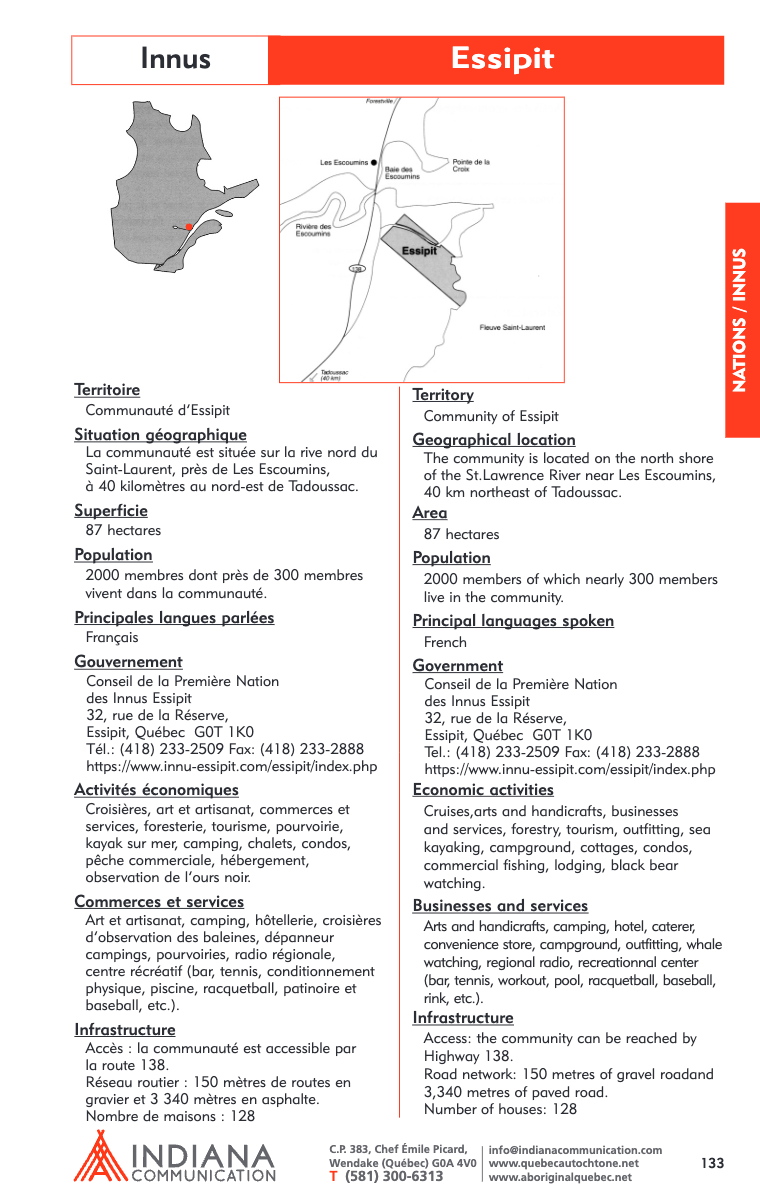 Innus
Essipit
Forestville
Les Escoumins
Baie des
Escoumins
Pointe de la
Croix
Rivière des
Escoumins
Essipit
138
Fleuve Saint-Laurent
Tadoussac
(40 km)
NATIONS / INNUS
Territoire
Communauté d'Essipit
Situation géographique
La communauté est située sur la rive nord du
Saint-Laurent, près de Les Escoumins,
à 40 kilomètres au nord-est de Tadoussac.
Superficie
87 hectares
Population
2000 membres dont près de 300 membres
vivent dans la communauté.
Principales langues parlées
Français
Gouvernement
Conseil de la Première Nation
des Innus Essipit
32, rue de la Réserve,
Essipit, Québec  G0T 1K0
Tél.: (418) 233-2509 Fax: (418) 233-2888
https://www.innu-essipit.com/essipit/index.php
Activités économiques
Croisières, art et artisanat, commerces et
services, foresterie, tourisme, pourvoirie,
kayak sur mer, camping, chalets, condos,
pêche commerciale, hébergement,
observation de l'ours noir.
Commerces et services
Art et artisanat, camping, hôtellerie, croisières
d'observation des baleines, dépanneur
campings, pourvoiries, radio régionale,
centre récréatif (bar, tennis, conditionnement
physique, piscine, racquetball, patinoire et
baseball, etc.).
Infrastructure
Accès : la communauté est accessible par
la route 138.
Réseau routier : 150 mètres de routes en
gravier et 3 340 mètres en asphalte.
Nombre de maisons : 128
Territory
Community of Essipit
Geographical location
The community is located on the north shore
of the St.Lawrence River near Les Escoumins,
40 km northeast of Tadoussac.
Area
87 hectares
Population
2000 members of which nearly 300 members
live in the community.
Principal languages spoken
French
Government
Conseil de la Première Nation
des Innus Essipit
32, rue de la Réserve,
Essipit, Québec  G0T 1K0
Tel.: (418) 233-2509 Fax: (418) 233-2888
https://www.innu-essipit.com/essipit/index.php
Economic activities
Cruises,arts and handicrafts, businesses
and services, forestry, tourism, outfitting, sea
kayaking, campground, cottages, condos,
commercial fishing, lodging, black bear
watching.
Businesses and services
Arts and handicrafts, camping, hotel, caterer,
convenience store, campground, outfitting, whale
watching, regional radio, recreationnal center
(bar, tennis, workout, pool, racquetball, baseball,
rink, etc.).
Infrastructure
Access: the community can be reached by
Highway 138.
Road network: 150 metres of gravel roadand
3,340 metres of paved road.
Number of houses: 128
INDIANA
COMMUNICATION
C.P. 383, Chef Émile Picard,
Wendake (Québec) G0A 4V0
T (581) 300-6313
info@indianacommunication.com
www.quebecautochtone.net
www.aboriginalquebec.net
133